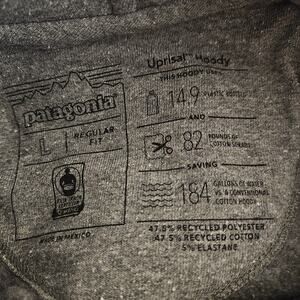 patagonia
L
REGULAR
FIT
MADE IN MEXICO
Uprisal™ Hoody
THIS HOODY USES
14.9 PLASTIC BOTTLES
AND
82 POUNDS OF
COTTON SCRAPS
SAVING
184 GALLONS OF WATER
VS. A CONVENTIONAL
COTTON HOODY
47.5% RECYCLED POLYESTER
47.5% RECYCLED COTTON
5% ELASTANE